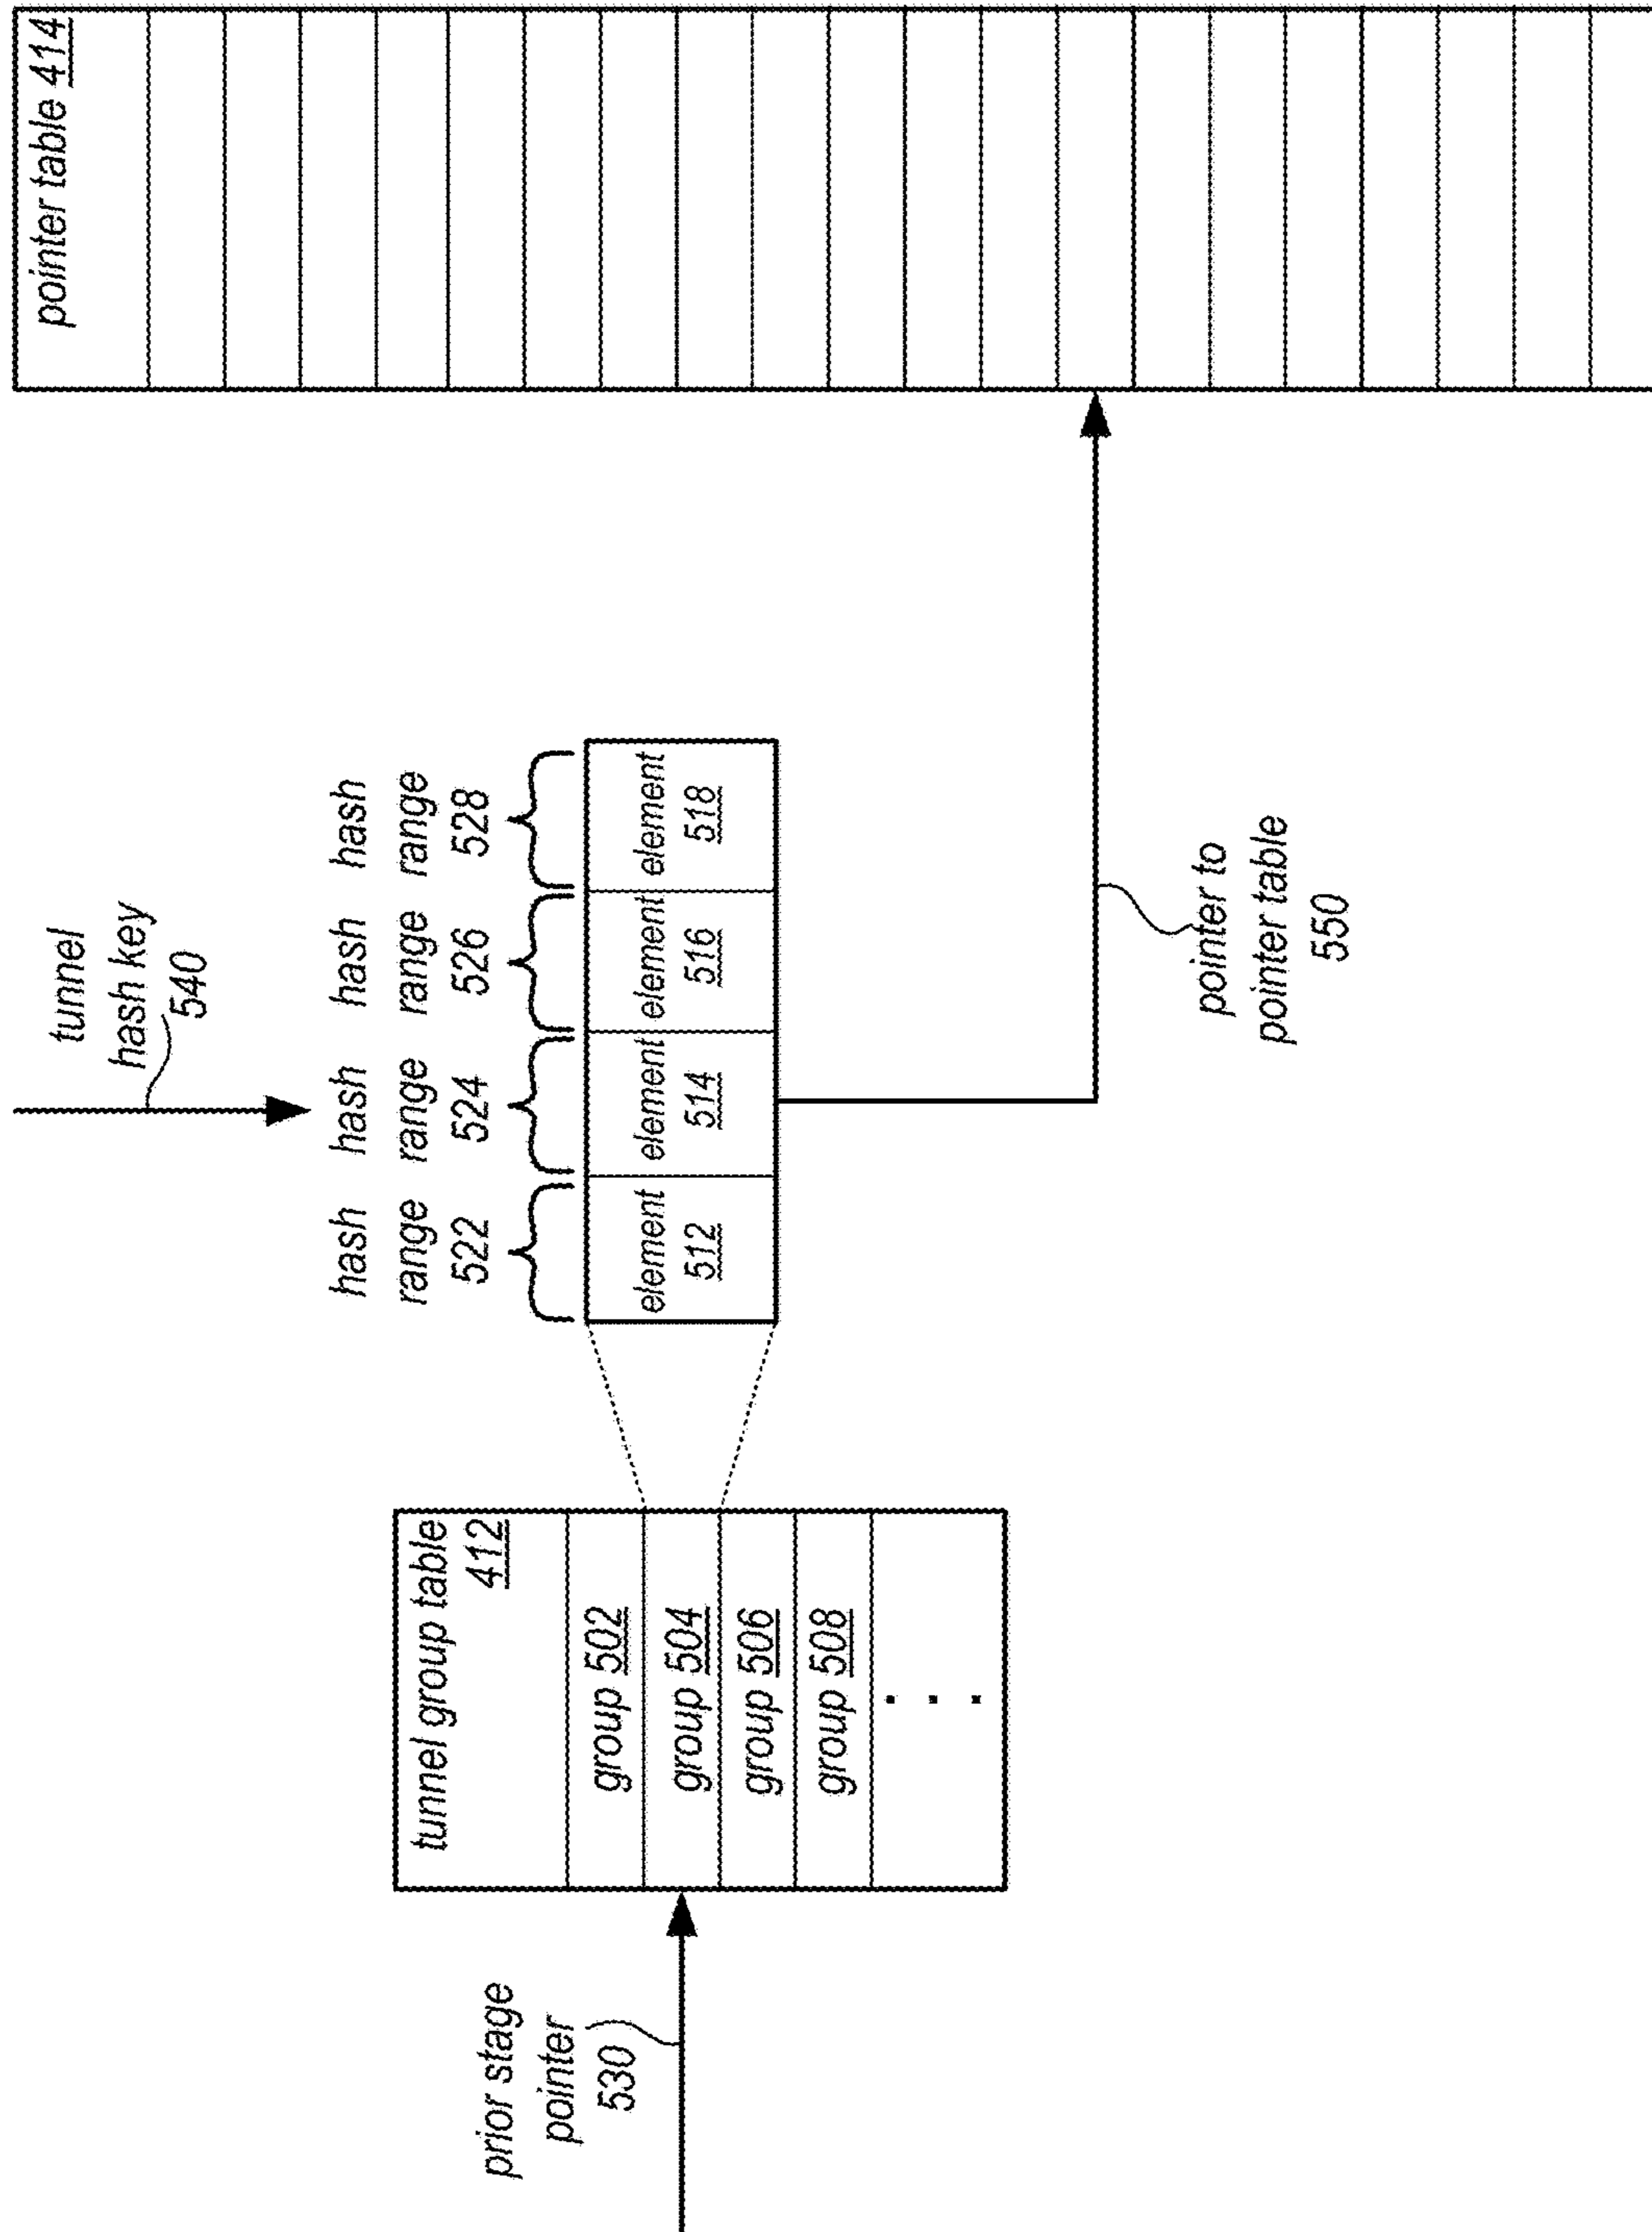 pointer table 414
tunnel
hash key
540
hash
range
522
hash
range
524
hash
range
526
hash
range
528
element
512
element
514
element
516
element
518
tunnel group table
412
group 502
group 504
group 506
group 508
. . .
prior stage
pointer
530
pointer to
pointer table
550